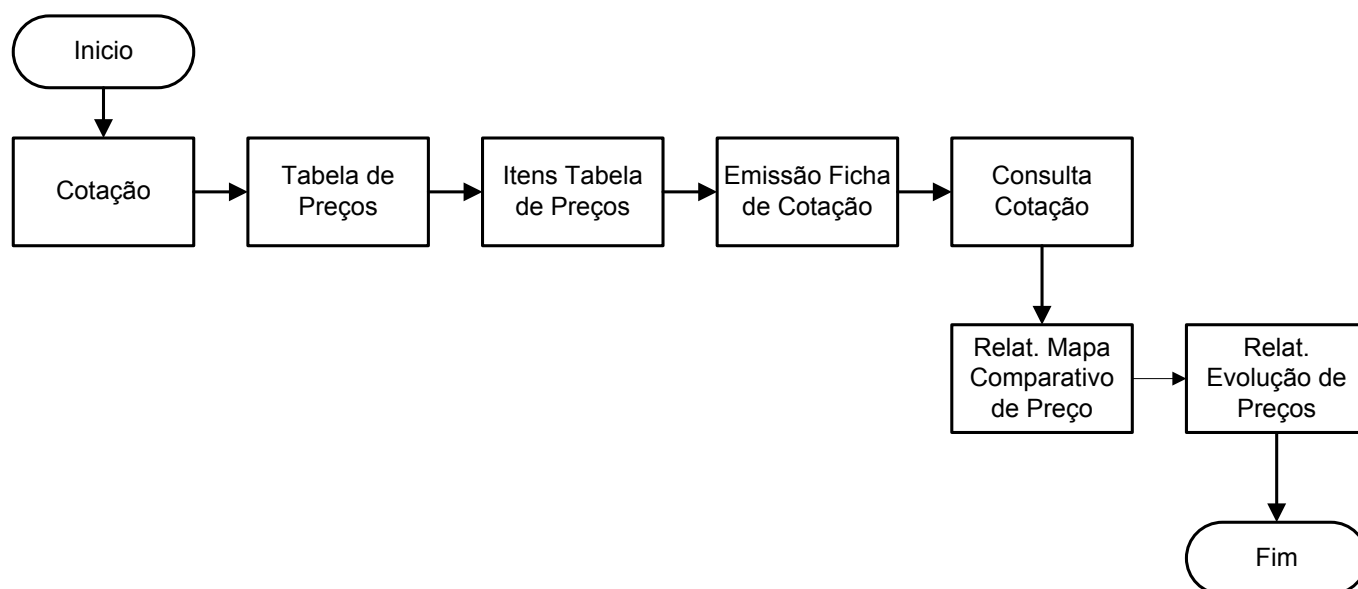 Inicio
Cotação
Tabela de
Preços
Itens Tabela
de Preços
Emissão Ficha
de Cotação
Consulta
Cotação
Relat. Mapa
Comparativo
de Preço
Relat.
Evolução de
Preços
Fim